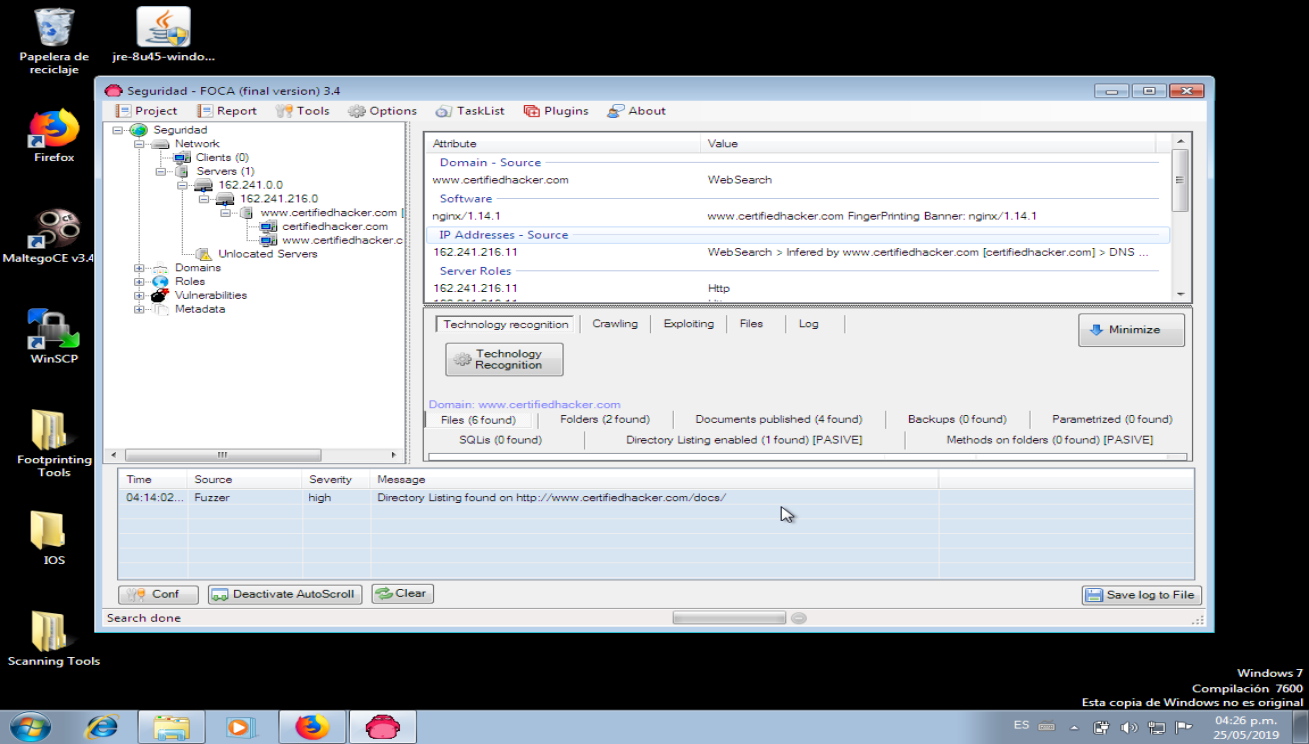 Papelera de
reciclaje
jre-8u45-windo...
Firefox
MaltegoCE v3.4
WinSCP
Footprinting
Tools
IOS
Scanning Tools
Seguridad - FOCA (final version) 3.4
Project Report Tools Options TaskList Plugins About
Seguridad
Network
Clients (0)
Servers (1)
162.241.0.0
162.241.216.0
www.certifiedhacker.com [
certifiedhacker.com
www.certifiedhacker.c
Unlocated Servers
Domains
Roles
Vulnerabilities
Metadata
Attribute Value
Domain - Source
www.certifiedhacker.com WebSearch
Software
nginx/1.14.1 www.certifiedhacker.com FingerPrinting Banner: nginx/1.14.1
IP Addresses - Source
162.241.216.11 WebSearch > Infered by www.certifiedhacker.com [certifiedhacker.com] > DNS ...
Server Roles
162.241.216.11 Http
Technology recognition Crawling Exploiting Files Log
Minimize
Technology
Recognition
Domain: www.certifiedhacker.com
Files (6 found) Folders (2 found) Documents published (4 found) Backups (0 found) Parametrized (0 found)
SQLis (0 found) Directory Listing enabled (1 found) [PASIVE] Methods on folders (0 found) [PASIVE]
Time Source Severity Message
04:14:02... Fuzzer high Directory Listing found on http://www.certifiedhacker.com/docs/
Conf Deactivate AutoScroll Clear Save log to File
Search done
Windows 7
Compilación 7600
Esta copia de Windows no es original
ES
04:26 p.m.
25/05/2019